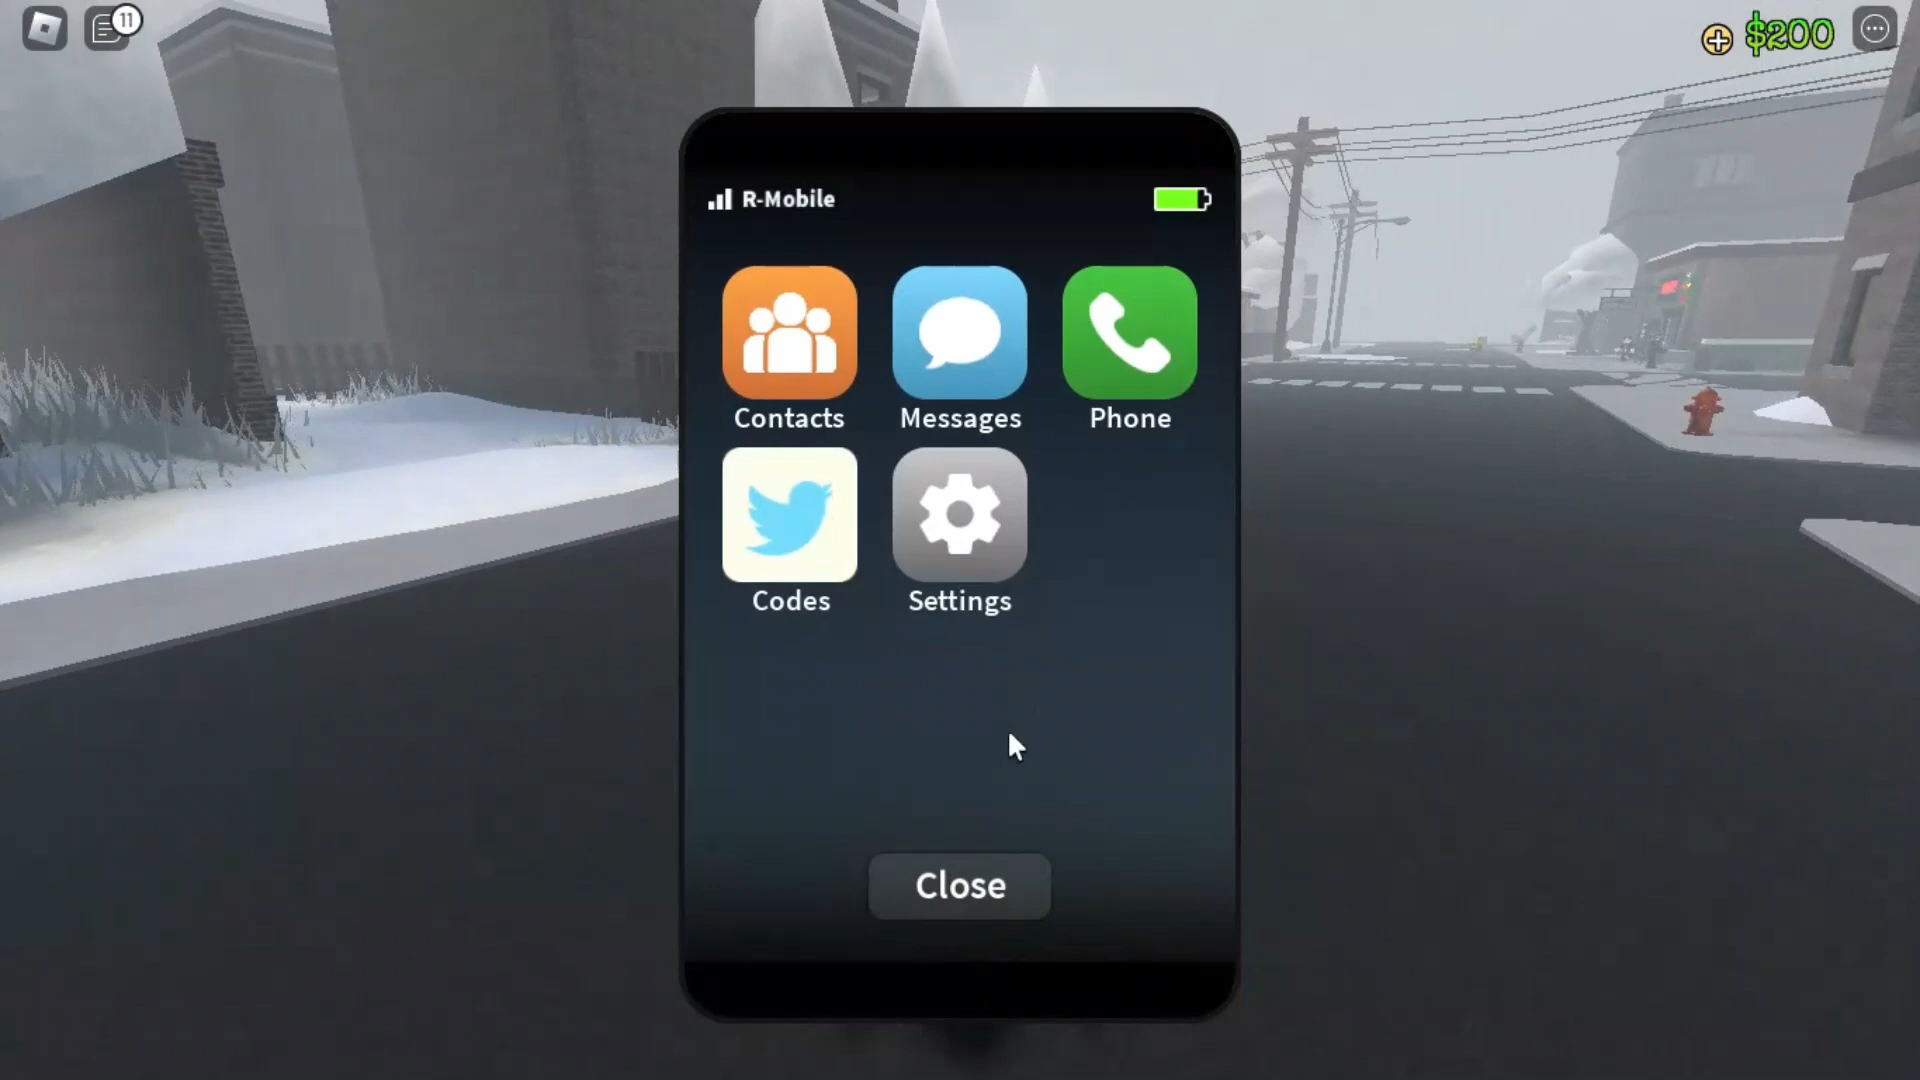 11
$200
R-Mobile
Contacts Messages Phone
Codes Settings
Close